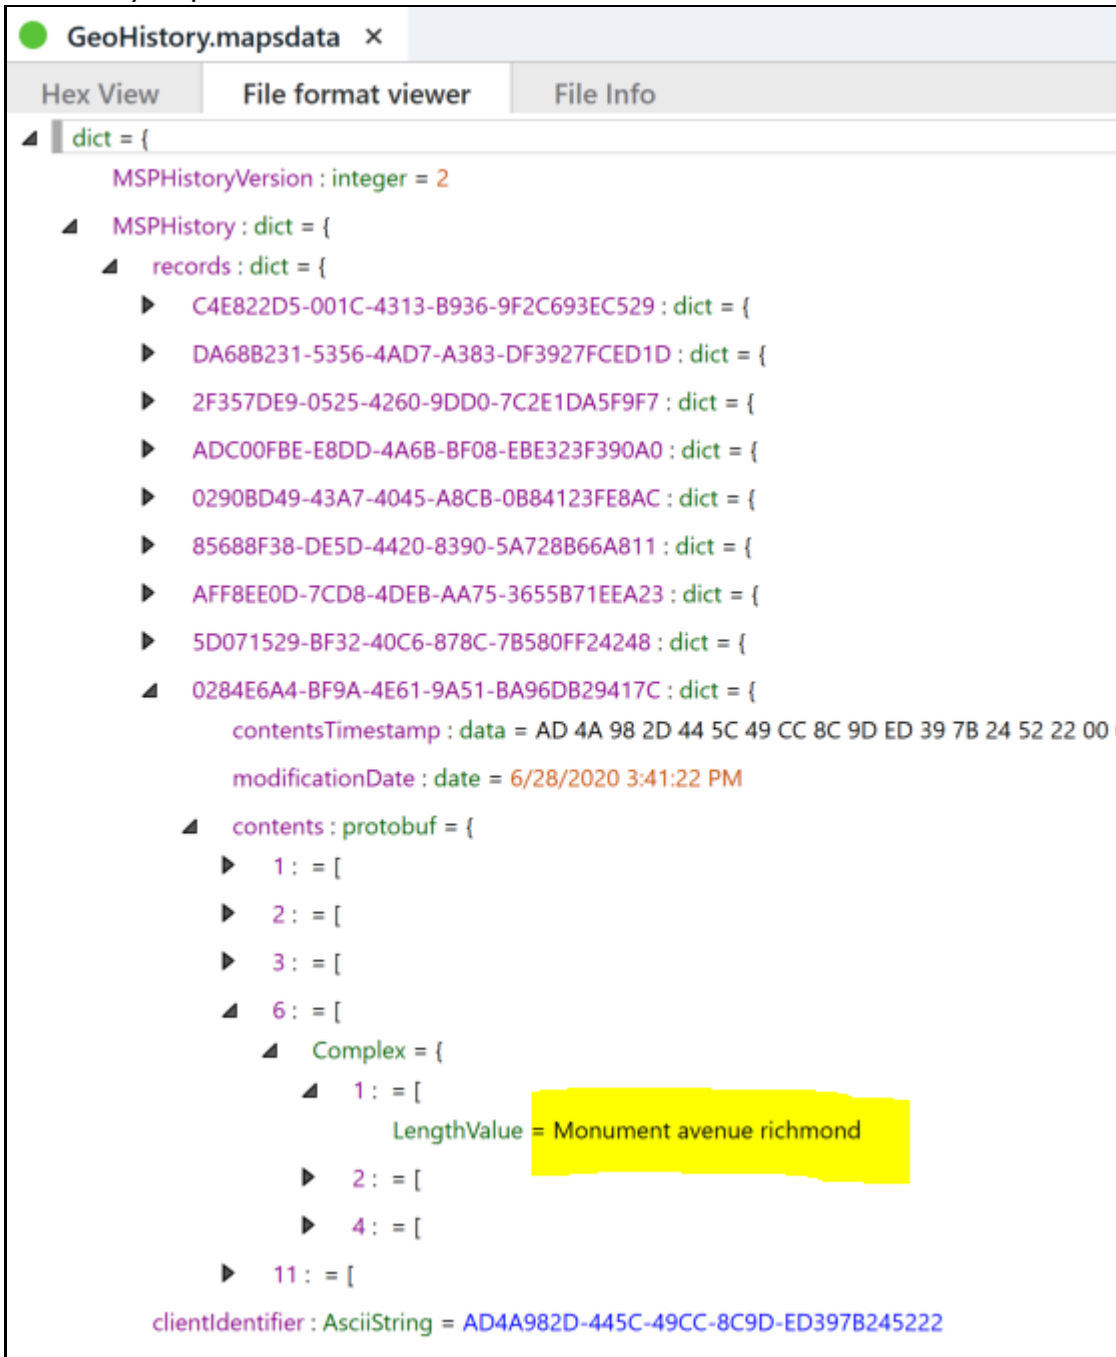 GeoHistory.mapsdata ×
Hex View File format viewer File Info
dict = {
MSPHistoryVersion : integer = 2
MSPHistory : dict = {
records : dict = {
C4E822D5-001C-4313-B936-9F2C693EC529 : dict = {
DA68B231-5356-4AD7-A383-DF3927FCED1D : dict = {
2F357DE9-0525-4260-9DD0-7C2E1DA5F9F7 : dict = {
ADC00FBE-E8DD-4A6B-BF08-EBE323F390A0 : dict = {
0290BD49-43A7-4045-A8CB-0B84123FE8AC : dict = {
85688F38-DE5D-4420-8390-5A728B66A811 : dict = {
AFF8EE0D-7CD8-4DEB-AA75-3655B71EEA23 : dict = {
5D071529-BF32-40C6-878C-7B580FF24248 : dict = {
0284E6A4-BF9A-4E61-9A51-BA96DB29417C : dict = {
contentsTimestamp : data = AD 4A 98 2D 44 5C 49 CC 8C 9D ED 39 7B 24 52 22 00
modificationDate : date = 6/28/2020 3:41:22 PM
contents : protobuf = {
1 : = [
2 : = [
3 : = [
6 : = [
Complex = {
1 : = [
LengthValue = Monument avenue richmond
2 : = [
4 : = [
11 : = [
clientIdentifier : AsciiString = AD4A982D-445C-49CC-8C9D-ED397B245222